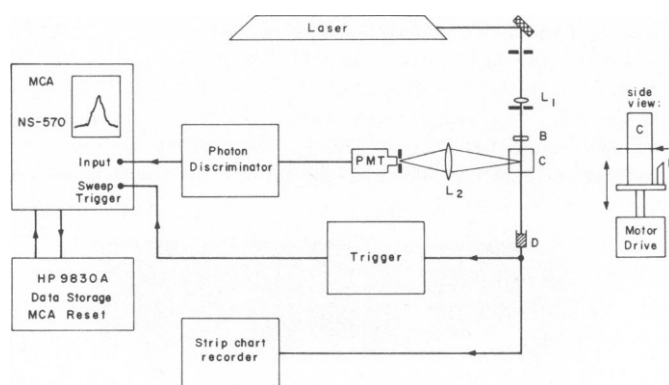 Laser
MCA
NS-570
Input
Sweep
Trigger
Photon
Discriminator
PMT
L2
L1
B
C
D
side
view:
C
Motor
Drive
Trigger
HP 9830A
Data Storage
MCA Reset
Strip chart
recorder